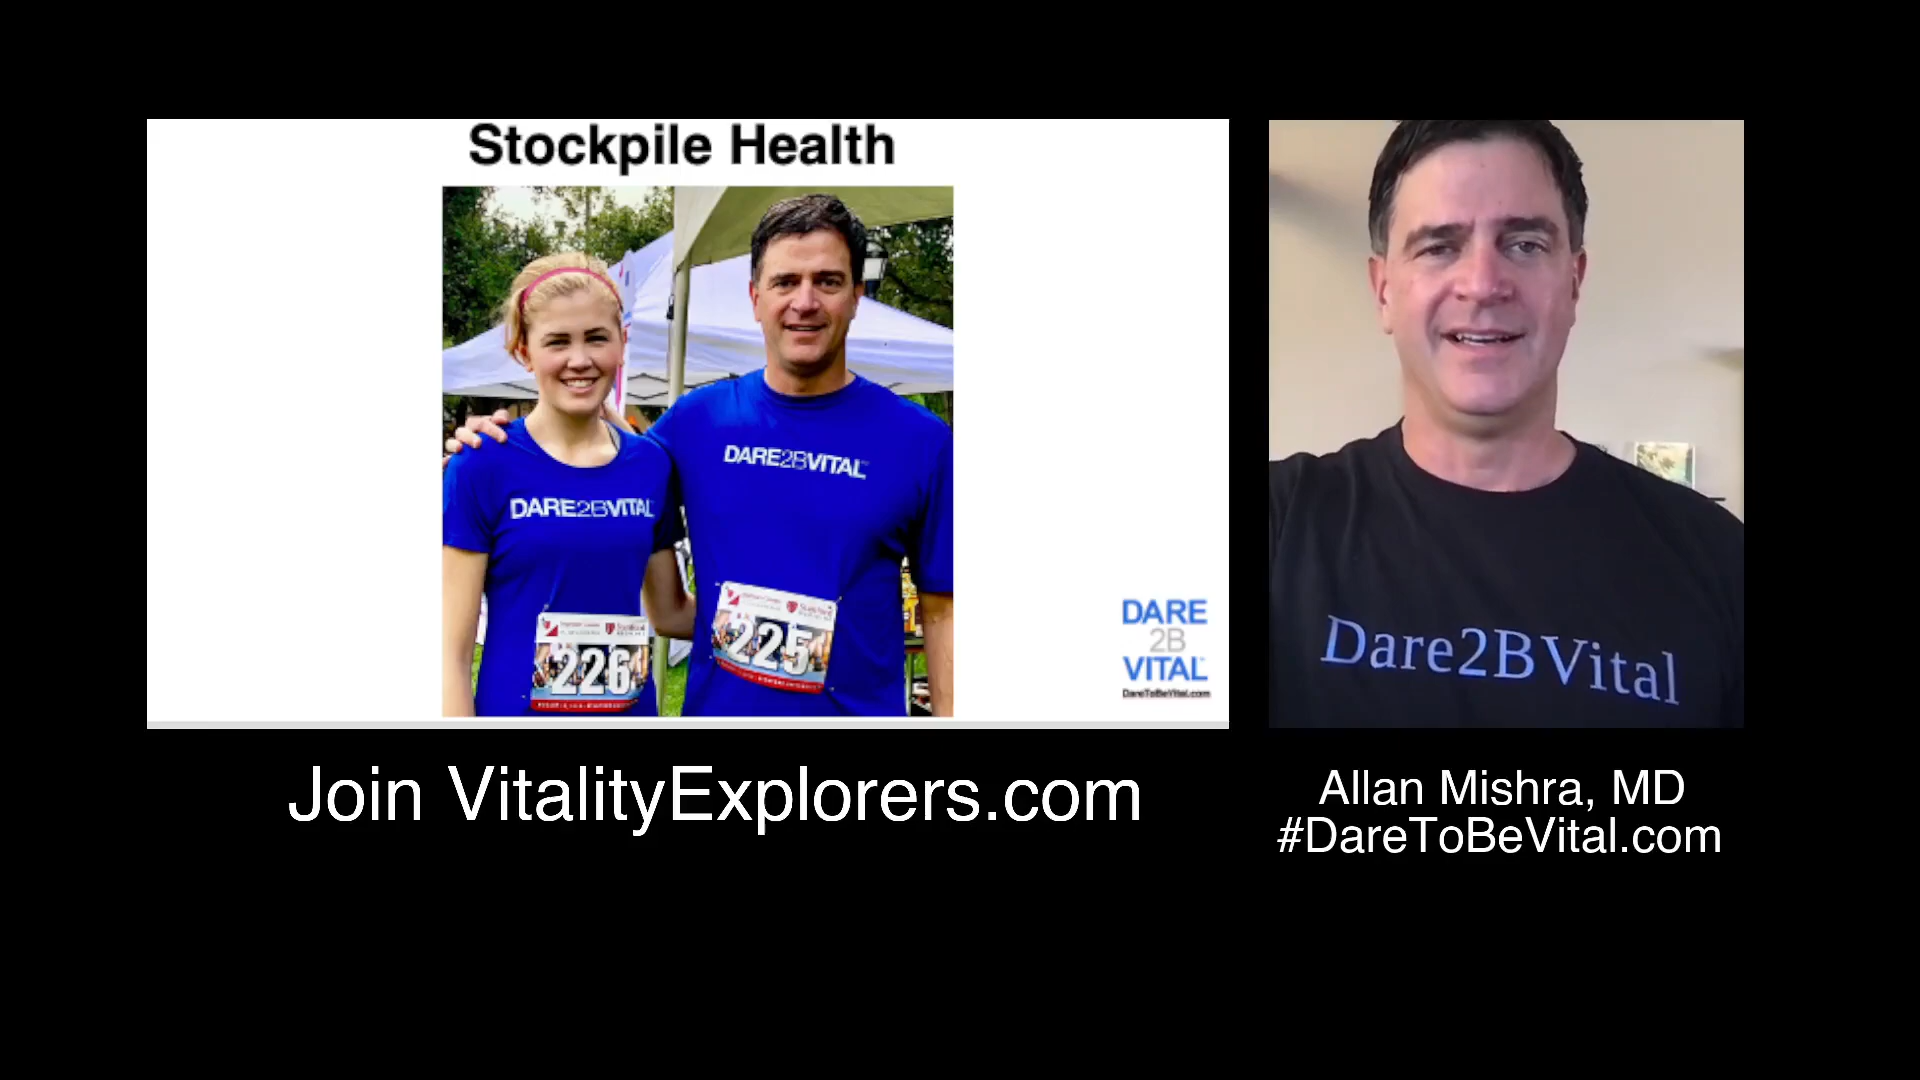 Stockpile Health
DARE2BVITAL
DARE2BVITAL
226
225
DARE
2B
VITAL
DareToBeVital.com
Dare2BVital
Join VitalityExplorers.com
Allan Mishra, MD
#DareToBeVital.com